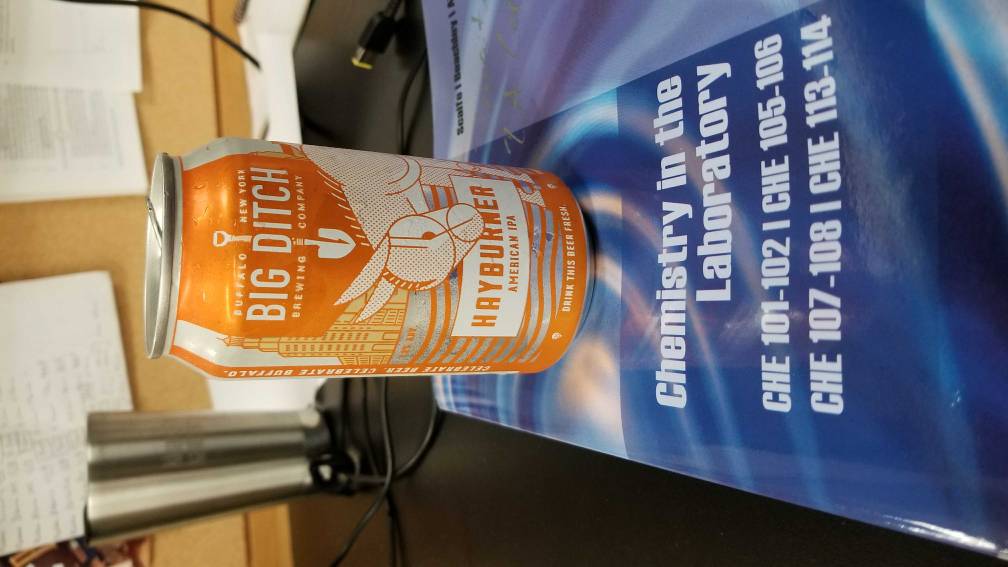 BUFFALO NEW YORK
BIG DITCH
BREWING COMPANY
HAYBURNER
AMERICAN IPA
DRINK THIS BEER FRESH.
CELEBRATE BEER. CELEBRATE BUFFALO.
Chemistry in the
Laboratory
CHE 101-102 | CHE 105-106
CHE 107-108 | CHE 113-114